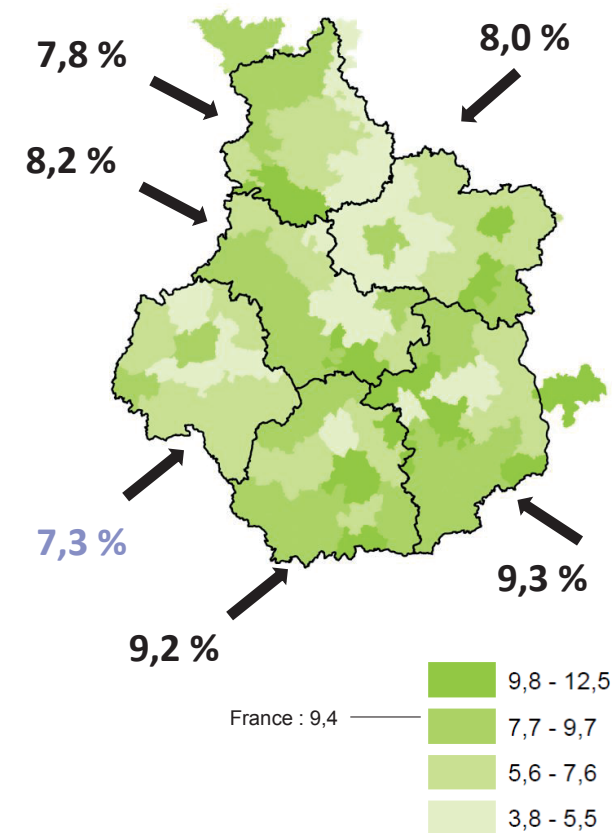 8,0 %
7,8 %
8,2 %
7,3 %
9,3 %
9,2 %
9,8 - 12,5
France : 9,4
7,7 - 9,7
5,6 - 7,6
3,8 - 5,5